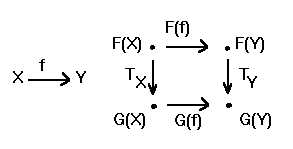 F(f)
F(X) F(Y)
f
X Y
T_X T_Y
G(X) G(f) G(Y)